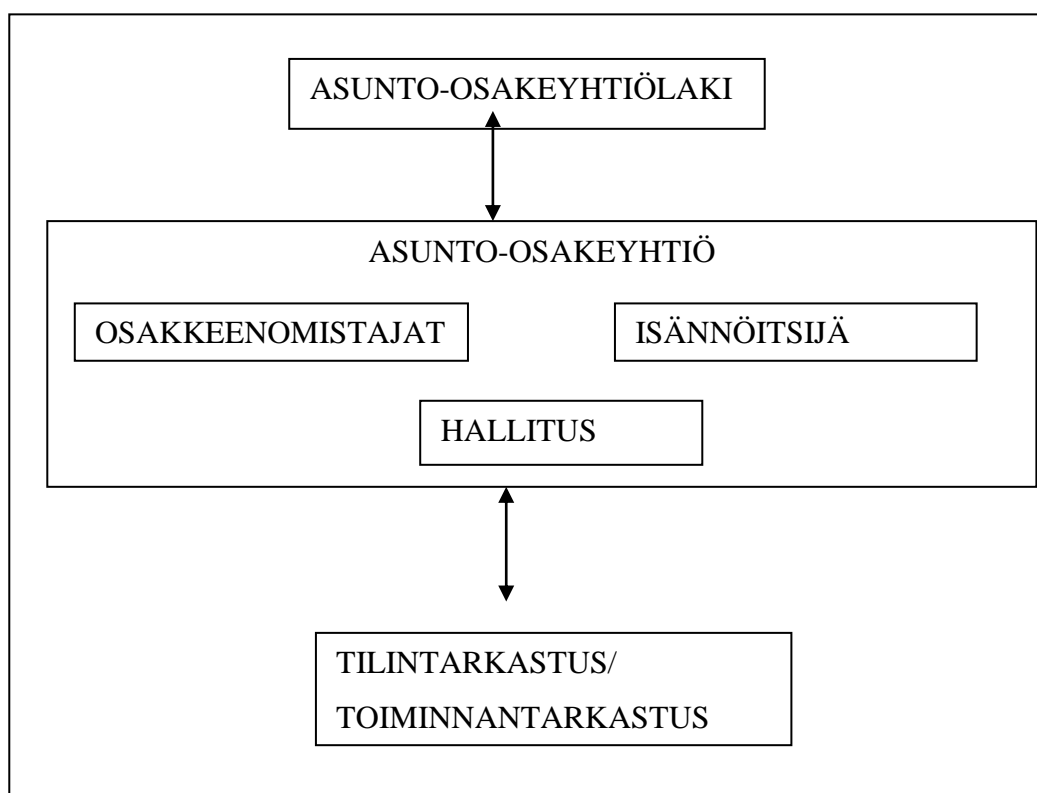 ASUNTO-OSAKEYHTIÖLAKI
ASUNTO-OSAKEYHTIÖ
OSAKKEENOMISTAJAT
ISÄNNÖITSIJÄ
HALLITUS
TILINTARKASTUS/
TOIMINNANTARKASTUS